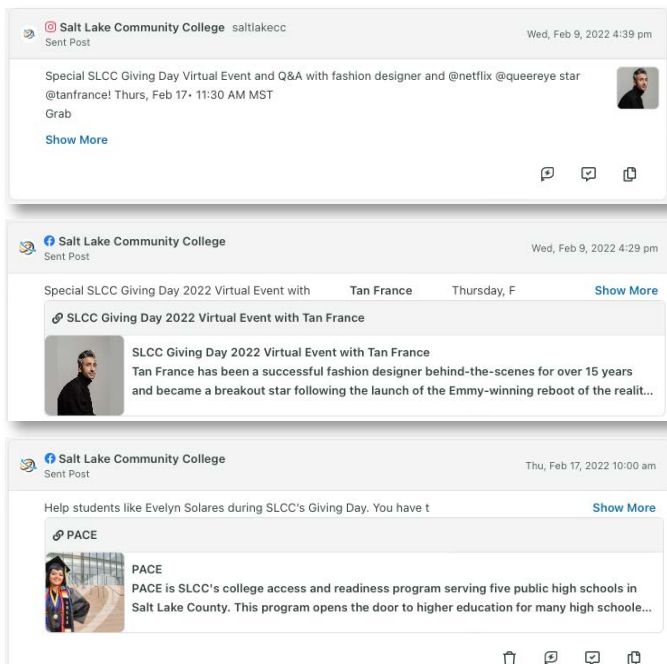 Salt Lake Community College saltlakecc
Sent Post
Wed, Feb 9, 2022 4:39 pm
Special SLCC Giving Day Virtual Event and Q&A with fashion designer and @netflix @queereye star
@tanfrance! Thurs, Feb 17• 11:30 AM MST
Grab
Show More
Salt Lake Community College
Sent Post
Wed, Feb 9, 2022 4:29 pm
Special SLCC Giving Day 2022 Virtual Event with Tan France Thursday, F Show More
SLCC Giving Day 2022 Virtual Event with Tan France
SLCC Giving Day 2022 Virtual Event with Tan France
Tan France has been a successful fashion designer behind-the-scenes for over 15 years
and became a breakout star following the launch of the Emmy-winning reboot of the realit...
Salt Lake Community College
Sent Post
Thu, Feb 17, 2022 10:00 am
Help students like Evelyn Solares during SLCC's Giving Day. You have t Show More
PACE
PACE
PACE is SLCC's college access and readiness program serving five public high schools in
Salt Lake County. This program opens the door to higher education for many high schoole...